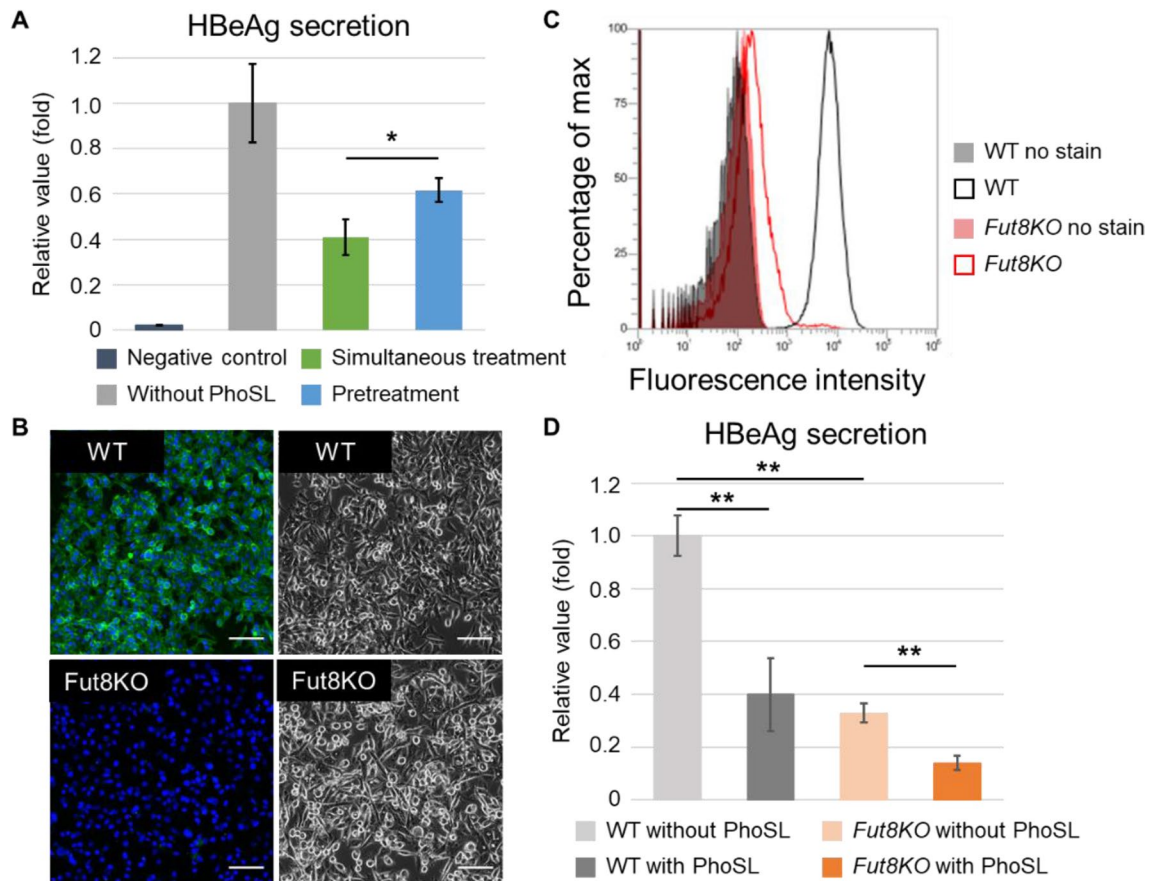 A
HBeAg secretion
Relative value (fold)
1.2
1.0
0.8
0.6
0.4
0.2
0
*
Negative control
Simultaneous treatment
Without PhoSL
Pretreatment
B
WT
WT
Fut8KO
Fut8KO
C
Percentage of max
100
75
50
25
0
10⁰ 10¹ 10² 10³ 10⁴ 10⁵ 10⁶
Fluorescence intensity
WT no stain
WT
Fut8KO no stain
Fut8KO
D
HBeAg secretion
Relative value (fold)
1.2
1.0
0.8
0.6
0.4
0.2
0
**
**
**
WT without PhoSL
Fut8KO without PhoSL
WT with PhoSL
Fut8KO with PhoSL